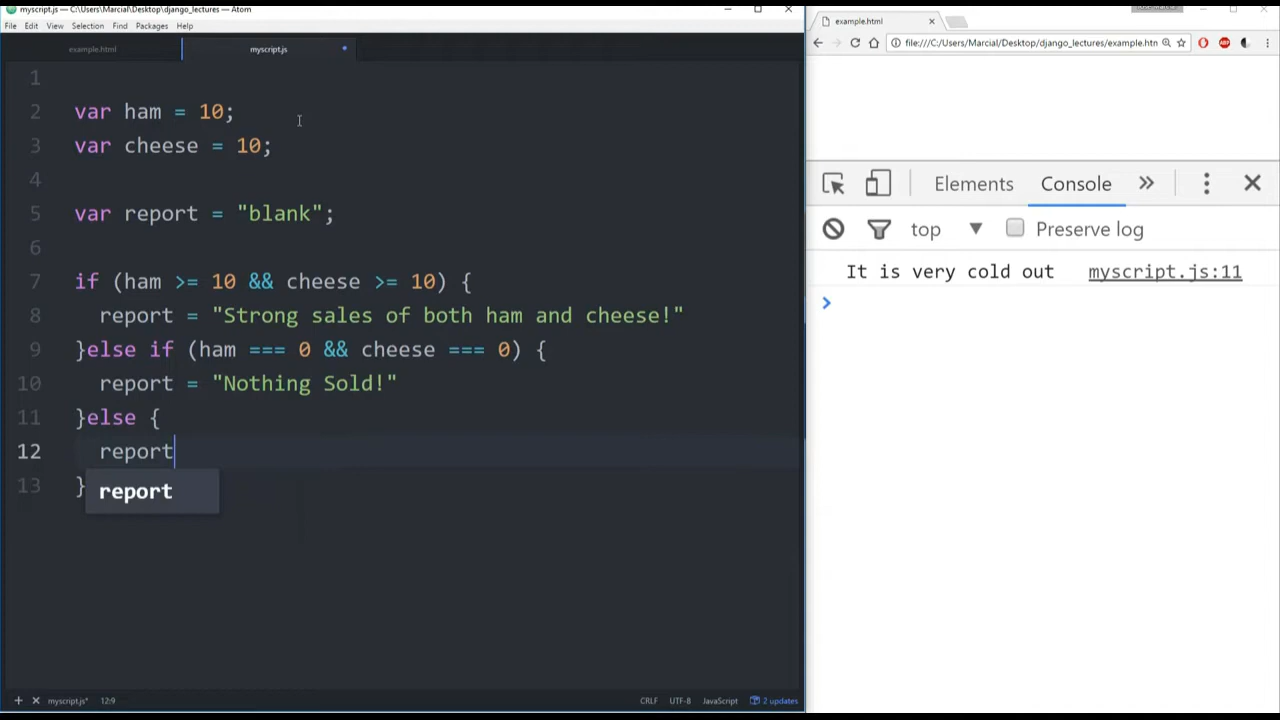 myscript.js — C:\Users\Marcial\Desktop\django_lectures — Atom
File Edit View Selection Find Packages Help
example.html
myscript.js
1
2 var ham = 10;
3 var cheese = 10;
4
5 var report = "blank";
6
7 if (ham >= 10 && cheese >= 10) {
8 report = "Strong sales of both ham and cheese!"
9 }else if (ham === 0 && cheese === 0) {
10 report = "Nothing Sold!"
11 }else {
12 report
13 }
report
myscript.js* 12:9
CRLF UTF-8 JavaScript 2 updates
example.html
file:///C:/Users/Marcial/Desktop/django_lectures/example.htn
ABP
Elements Console »
top Preserve log
It is very cold out myscript.js:11